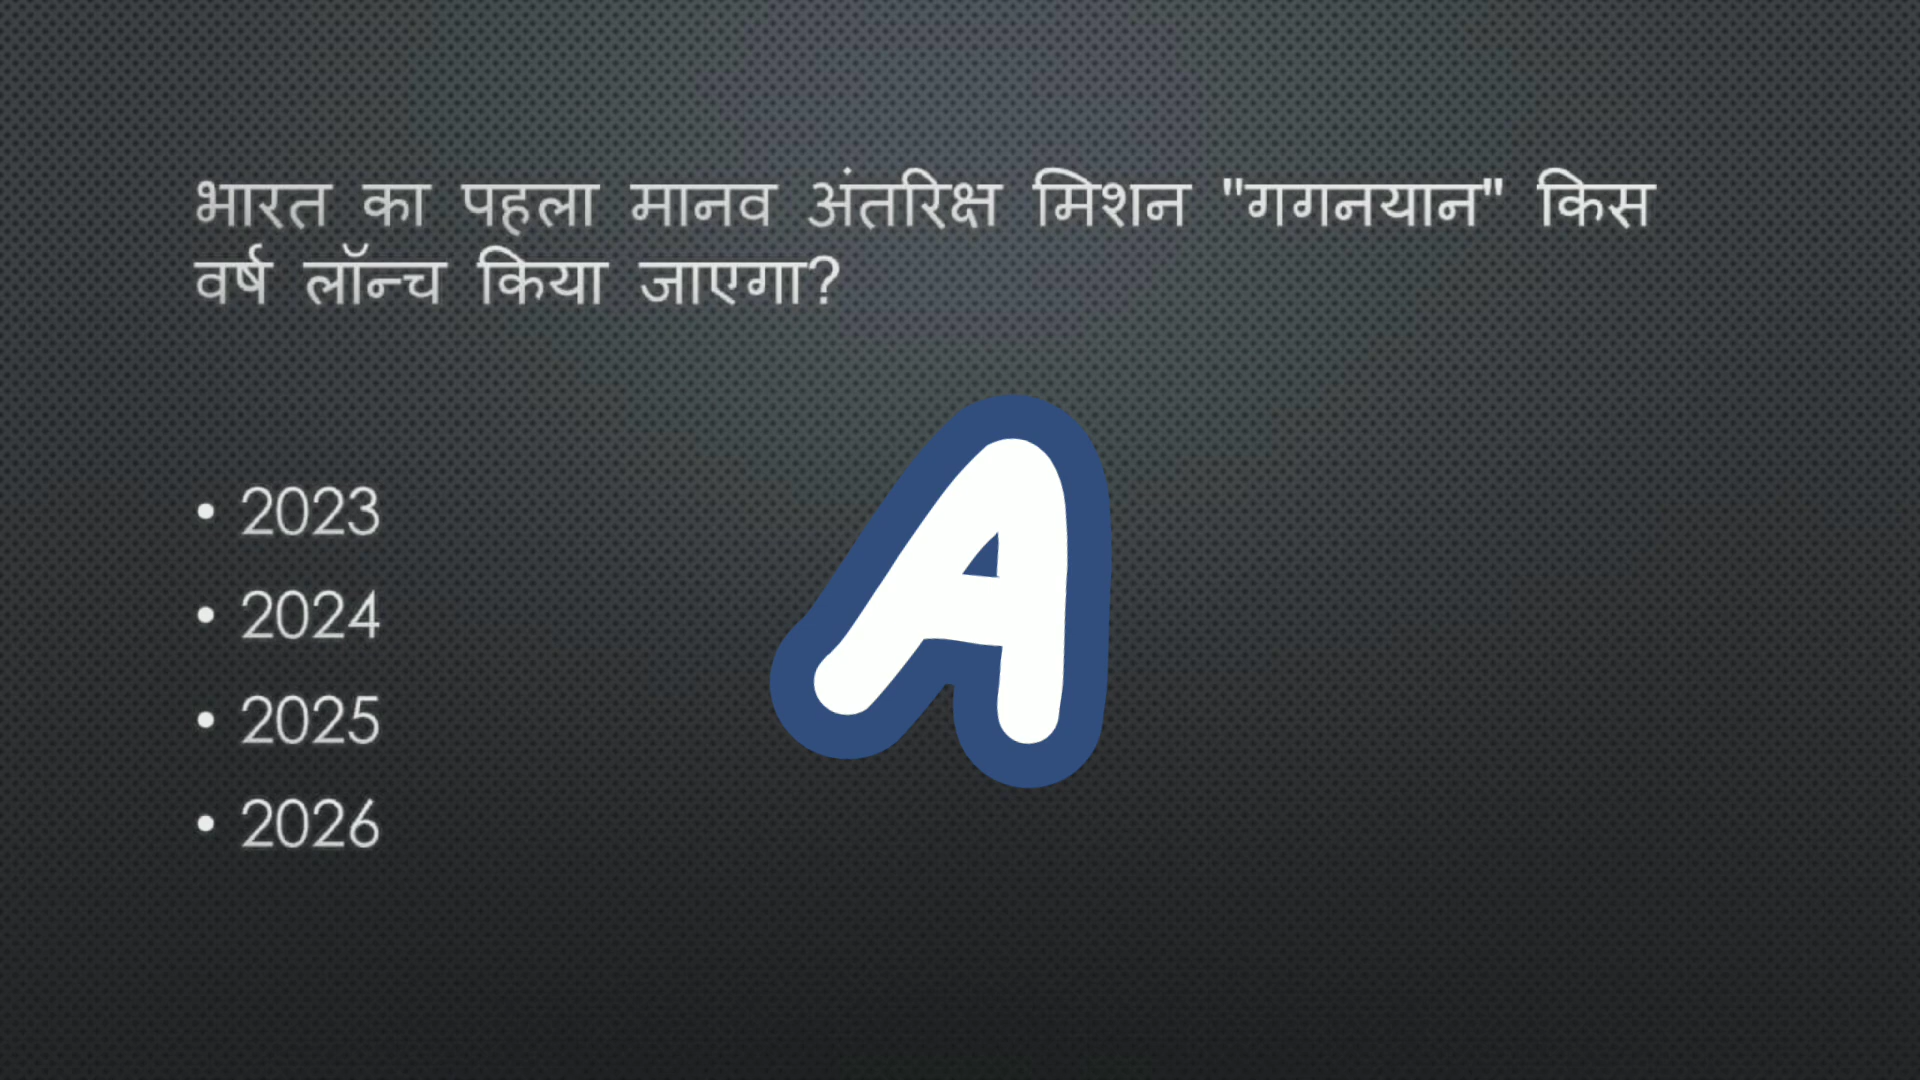 भारत का पहला मानव अंतरिक्ष मिशन "गगनयान" किस
वर्ष लॉन्च किया जाएगा?
• 2023
• 2024
• 2025
• 2026
A